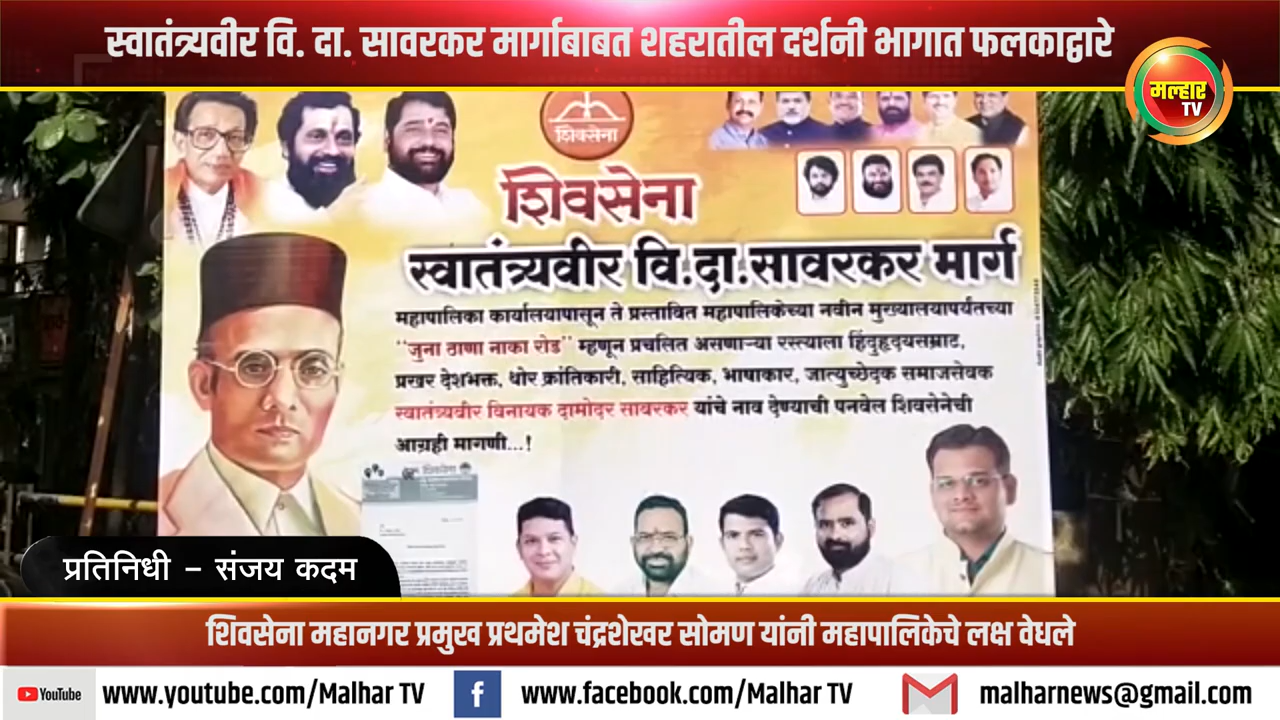 स्वातंत्र्यवीर वि. दा. सावरकर मार्गाबाबत शहरातील दर्शनी भागात फलकाद्वारे
मल्हार
TV
शिवसेना
शिवसेना
स्वातंत्र्यवीर वि.दा.सावरकर मार्ग
महापालिका कार्यालयापासून ते प्रस्तावित महापालिकेच्या नवीन मुख्यालयापर्यंतच्या
"जुना ठाणा नाका रोड" म्हणून प्रचलित असणाऱ्या रस्त्याला हिंदुहृदयसम्राट,
प्रखर देशभक्त, थोर क्रांतिकारी, साहित्यिक, भाषाकार, जात्युच्छेदक समाजसेवक
स्वातंत्र्यवीर विनायक दामोदर सावरकर यांचे नाव देण्याची पनवेल शिवसेनेची
आग्रही मागणी...!
शिवसेना
प्रतिनिधी – संजय कदम
शिवसेना महानगर प्रमुख प्रथमेश चंद्रशेखर सोमण यांनी महापालिकेचे लक्ष वेधले
YouTube www.youtube.com/Malhar TV f www.facebook.com/Malhar TV malharnews@gmail.com